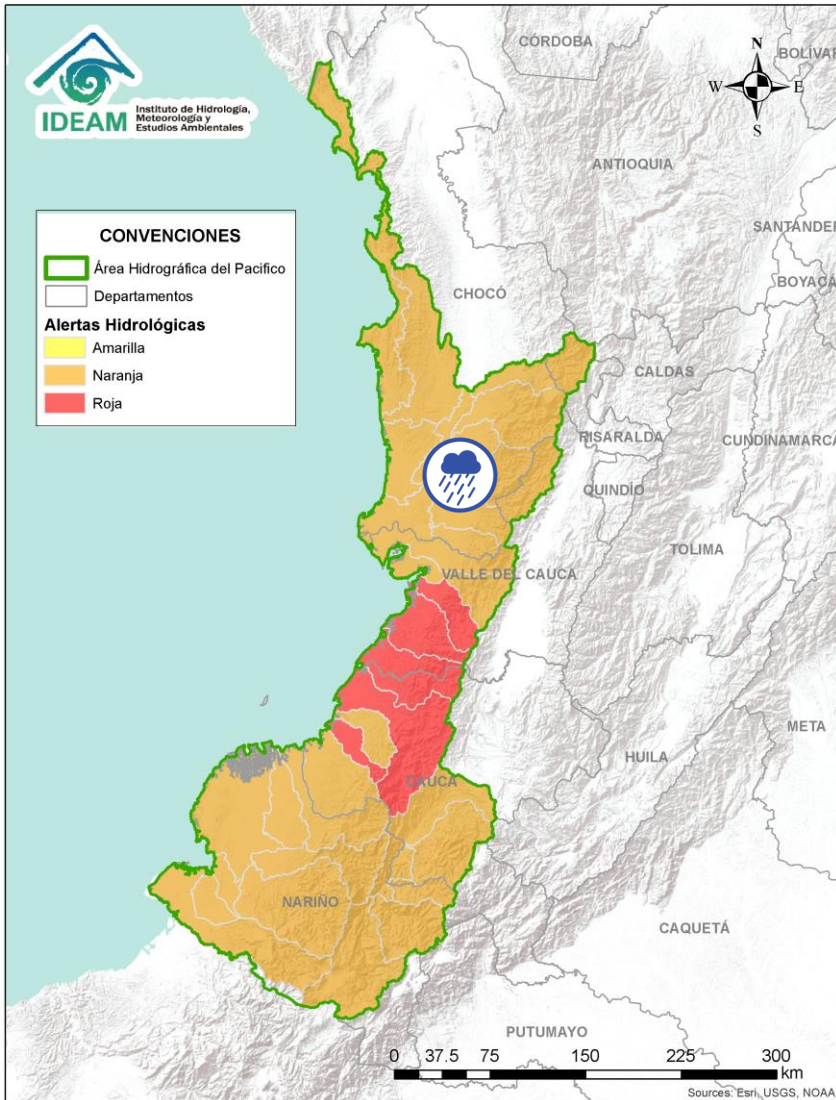 IDEAM
Instituto de Hidrología,
Meteorología y
Estudios Ambientales
CONVENCIONES
Área Hidrográfica del Pacifico
Departamentos
Alertas Hidrológicas
Amarilla
Naranja
Roja
N
W
E
S
CÓRDOBA
BOLÍVAR
ANTIOQUIA
SANTANDER
BOYACÁ
CHOCÓ
CALDAS
RISARALDA
CUNDINAMARCA
QUINDÍO
TOLIMA
VALLE DEL CAUCA
META
HUILA
CAUCA
NARIÑO
CAQUETÁ
PUTUMAYO
0 37.5 75 150 225 300
km
Sources: Esri, USGS, NOAA